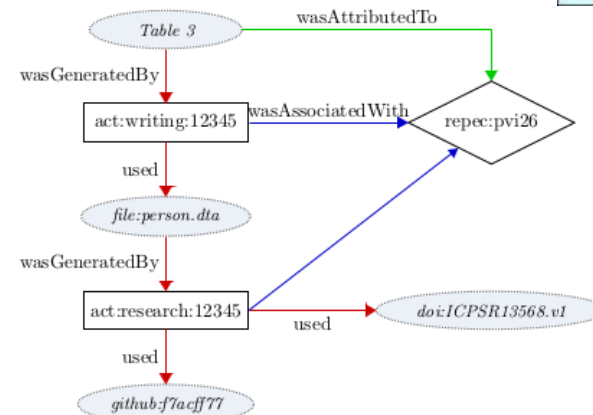 Table 3
wasAttributedTo
wasGeneratedBy
act:writing:12345
wasAssociatedWith
repec:pvi26
used
file:person.dta
wasGeneratedBy
act:research:12345
used
doi:ICPSR13568.v1
used
github:f7acff77